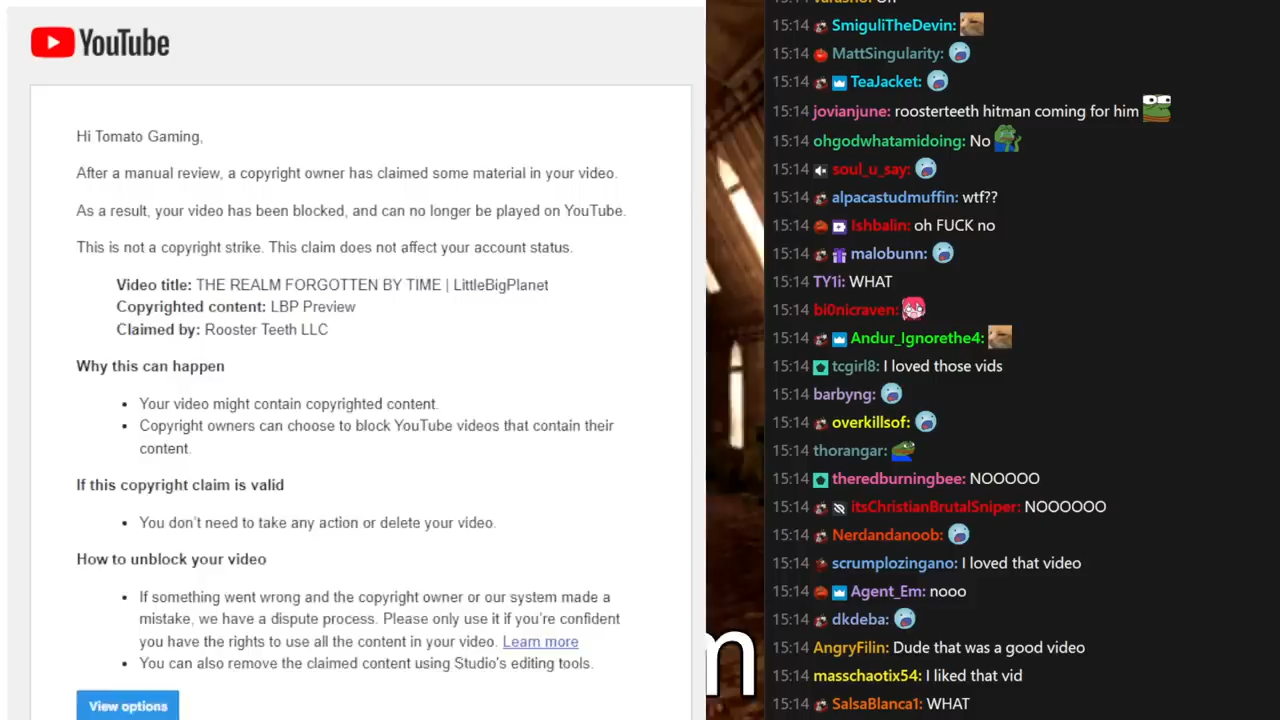 YouTube
Hi Tomato Gaming,
After a manual review, a copyright owner has claimed some material in your video.
As a result, your video has been blocked, and can no longer be played on YouTube.
This is not a copyright strike. This claim does not affect your account status.
Video title: THE REALM FORGOTTEN BY TIME | LittleBigPlanet
Copyrighted content: LBP Preview
Claimed by: Rooster Teeth LLC
Why this can happen
• Your video might contain copyrighted content.
• Copyright owners can choose to block YouTube videos that contain their
content.
If this copyright claim is valid
• You don't need to take any action or delete your video.
How to unblock your video
• If something went wrong and the copyright owner or our system made a
mistake, we have a dispute process. Please only use it if you're confident
you have the rights to use all the content in your video. Learn more
• You can also remove the claimed content using Studio's editing tools.
View options
m
15:14 SmiguliTheDevin:
15:14 MattSingularity:
15:14 TeaJacket:
15:14 jovianjune: roosterteeth hitman coming for him
15:14 ohgodwhatamidoing: No
15:14 soul_u_say:
15:14 alpacastudmuffin: wtf??
15:14 Ishbalin: oh FUCK no
15:14 malobunn:
15:14 TY1i: WHAT
15:14 bi0nicraven:
15:14 Andur_Ignorethe4:
15:14 tcgirl8: I loved those vids
15:14 barbyng:
15:14 overkillsof:
15:14 thorangar:
15:14 theredburningbee: NOOOOO
15:14 itsChristianBrutalSniper: NOOOOOO
15:14 Nerdandanoob:
15:14 scrumplozingano: I loved that video
15:14 Agent_Em: nooo
15:14 dkdeba:
15:14 AngryFilin: Dude that was a good video
15:14 masschaotix54: I liked that vid
15:14 SalsaBlanca1: WHAT